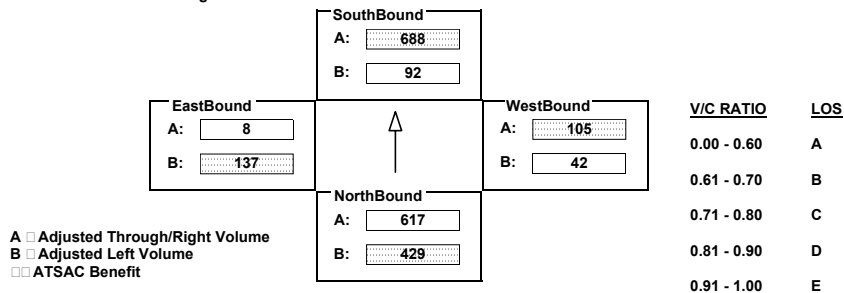 SouthBound
A: 688
B: 92
EastBound
A: 8
B: 137
WestBound
A: 105
B: 42
NorthBound
A: 617
B: 429
A □ Adjusted Through/Right Volume
B □ Adjusted Left Volume
□□ ATSAC Benefit
V/C RATIO LOS
0.00 - 0.60 A
0.61 - 0.70 B
0.71 - 0.80 C
0.81 - 0.90 D
0.91 - 1.00 E